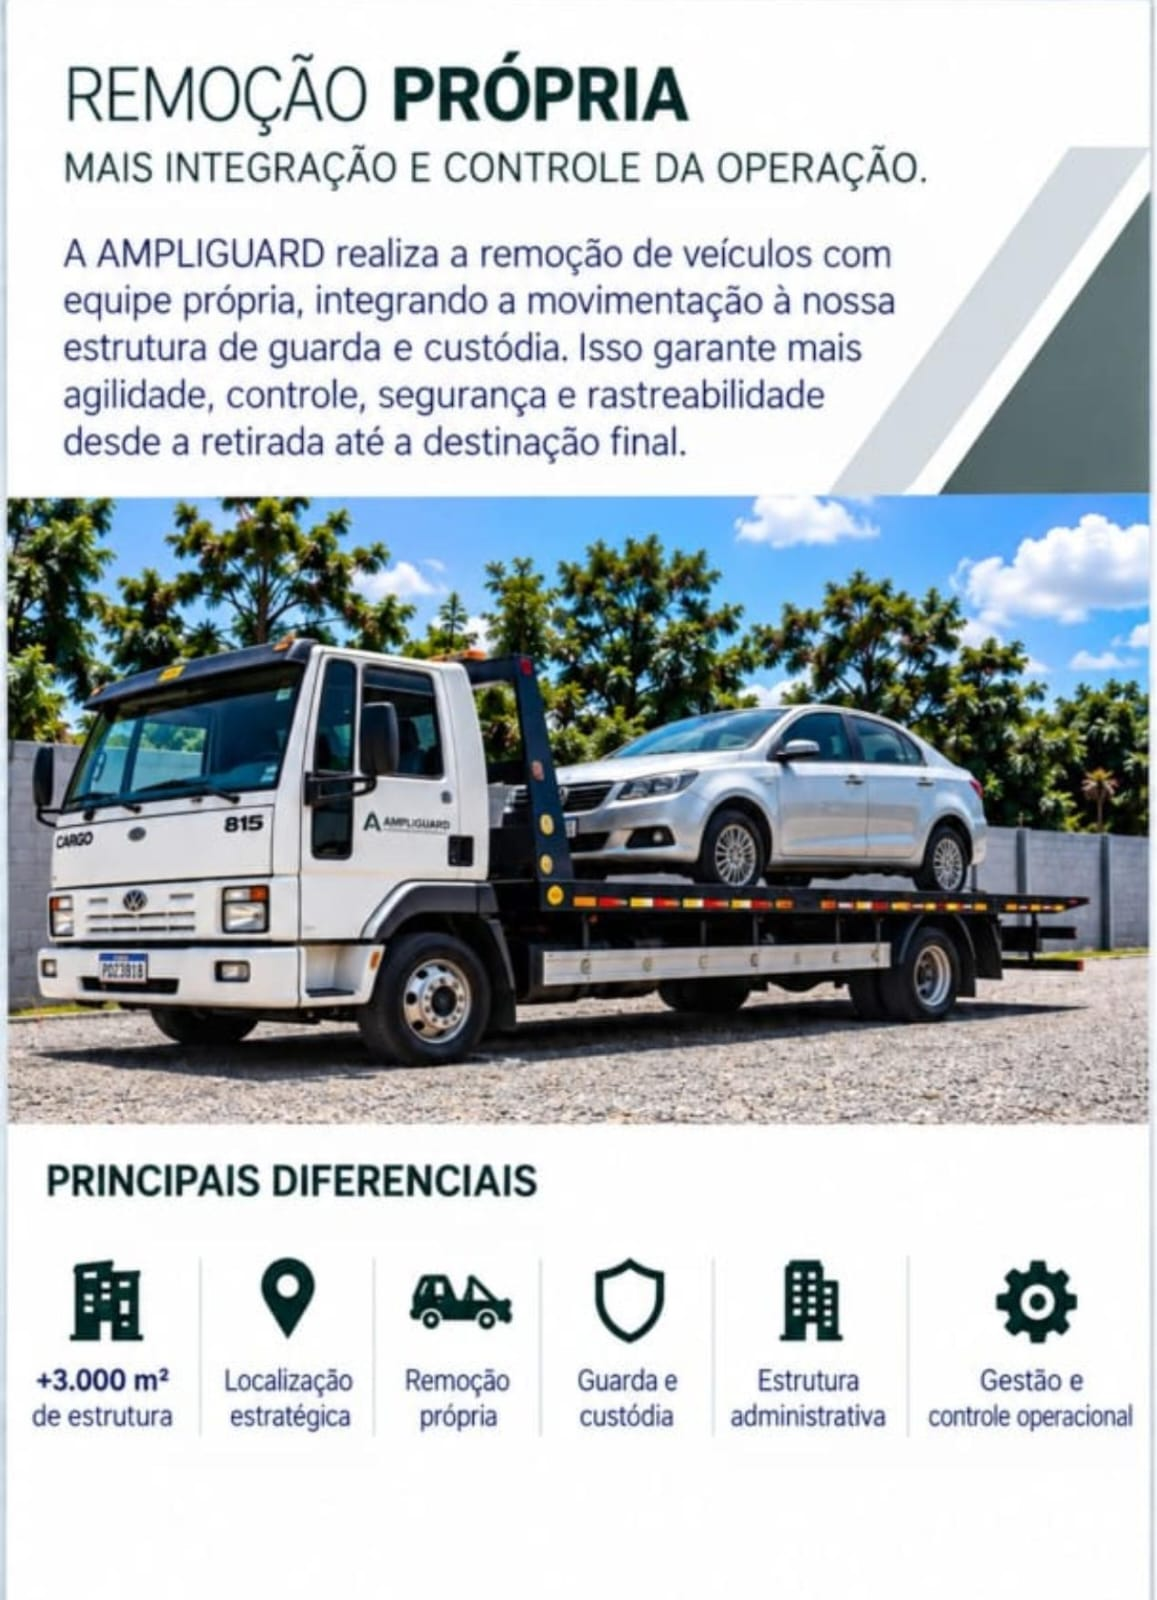 REMOÇÃO PRÓPRIA
MAIS INTEGRAÇÃO E CONTROLE DA OPERAÇÃO.
A AMPLIGUARD realiza a remoção de veículos com
equipe própria, integrando a movimentação à nossa
estrutura de guarda e custódia. Isso garante mais
agilidade, controle, segurança e rastreabilidade
desde a retirada até a destinação final.
CARGO
815
AMPLIGUARD
PRINCIPAIS DIFERENCIAIS
+3.000 m²
de estrutura
Localização
estratégica
Remoção
própria
Guarda e
custódia
Estrutura
administrativa
Gestão e
controle operacional